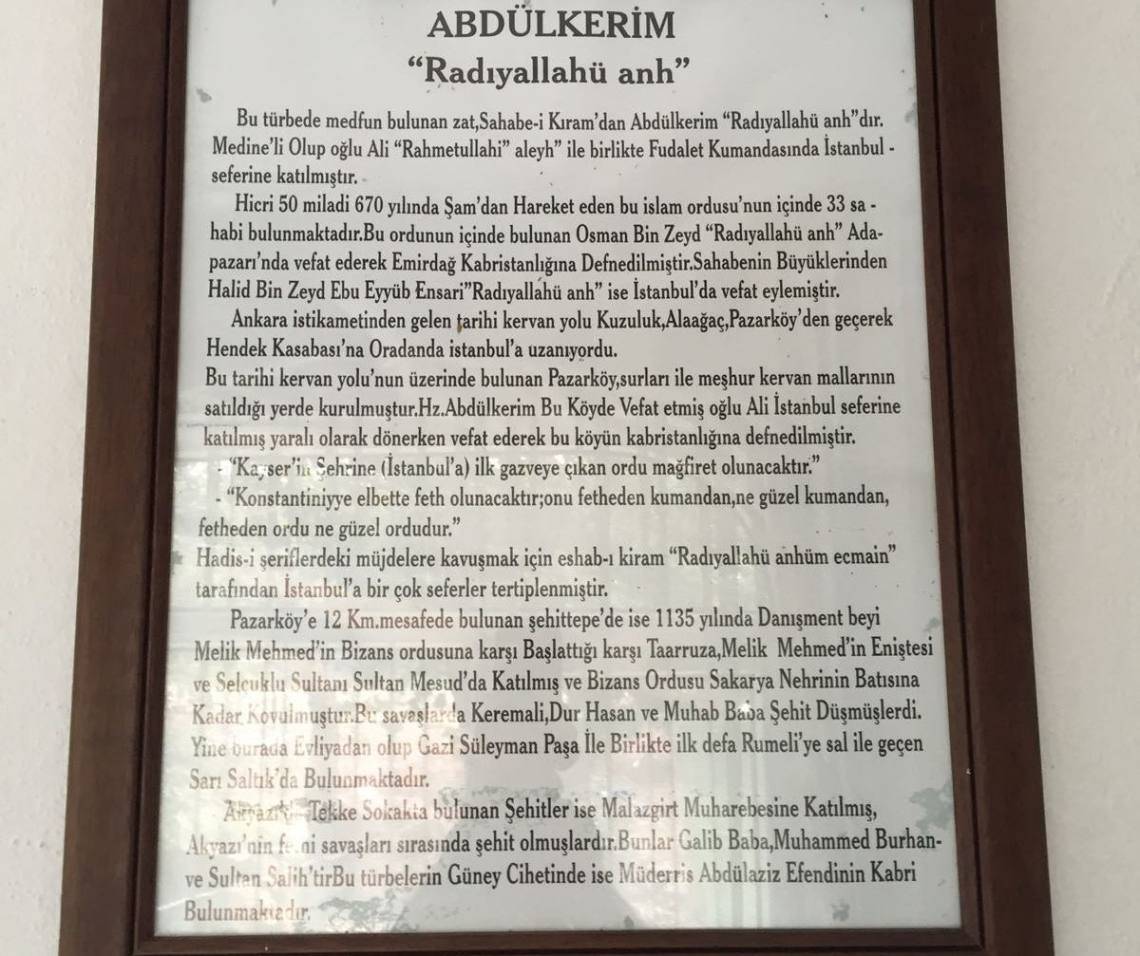 ABDÜLKERİM
“Radıyallahü anh”
Bu türbede medfun bulunan zat,Sahabe-i Kıram’dan Abdülkerim “Radıyallahü anh”dır.
Medine’li Olup oğlu Ali “Rahmetullahi” aleyh” ile birlikte Fudalet Kumandasında İstanbul -
seferine katılmıştır.
Hicri 50 miladi 670 yılında Şam’dan Hareket eden bu islam ordusu’nun içinde 33 sa -
habi bulunmaktadır.Bu ordunun içinde bulunan Osman Bin Zeyd “Radıyallahü anh” Ada-
pazarı’nda vefat ederek Emirdağ Kabristanlığına Defnedilmiştir.Sahabenin Büyüklerinden
Halid Bin Zeyd Ebu Eyyüb Ensari”Radıyallahü anh” ise İstanbul’da vefat eylemiştir.
Ankara istikametinden gelen tarihi kervan yolu Kuzuluk,Alaağaç,Pazarköy’den geçerek
Hendek Kasabası’na Oradanda istanbul’a uzanıyordu.
Bu tarihi kervan yolu’nun üzerinde bulunan Pazarköy,surları ile meşhur kervan mallarının
satıldığı yerde kurulmuştur.Hz.Abdülkerim Bu Köyde Vefat etmiş oğlu Ali İstanbul seferine
katılmış yaralı olarak dönerken vefat ederek bu köyün kabristanlığına defnedilmiştir.
- “Kayser’in Şehrine (İstanbul’a) ilk gazveye çıkan ordu mağfiret olunacaktır.”
- “Konstantiniyye elbette feth olunacaktır;onu fetheden kumandan,ne güzel kumandan,
fetheden ordu ne güzel ordudur.”
Hadis-i şeriflerdeki müjdelere kavuşmak için eshab-ı kiram “Radıyallahü anhüm ecmain”
tarafından İstanbul’a bir çok seferler tertiplenmiştir.
Pazarköy’e 12 Km.mesafede bulunan şehittepe’de ise 1135 yılında Danışment beyi
Melik Mehmed’in Bizans ordusuna karşı Başlattığı karşı Taarruza,Melik Mehmed’in Eniştesi
ve Selçuklu Sultanı Sultan Mesud’da Katılmış ve Bizans Ordusu Sakarya Nehrinin Batısına
Kadar Kovulmuştur.Bu savaşlarda Keremali,Dur Hasan ve Muhab Baba Şehit Düşmüşlerdi.
Yine burada Evliyadan olup Gazi Süleyman Paşa İle Birlikte ilk defa Rumeli’ye sal ile geçen
Sarı Saltık’da Bulunmaktadır.
Tekke Sokakta bulunan Şehitler ise Malazgirt Muharebesine Katılmış,
Akyazı’nin savaşları sırasında şehit olmuşlardır.Bunlar Galib Baba,Muhammed Burhan-
ve Sultan Salih’tirBu türbelerin Güney Cihetinde ise Müderris Abdülaziz Efendinin Kabri
Bulunmaktadır.